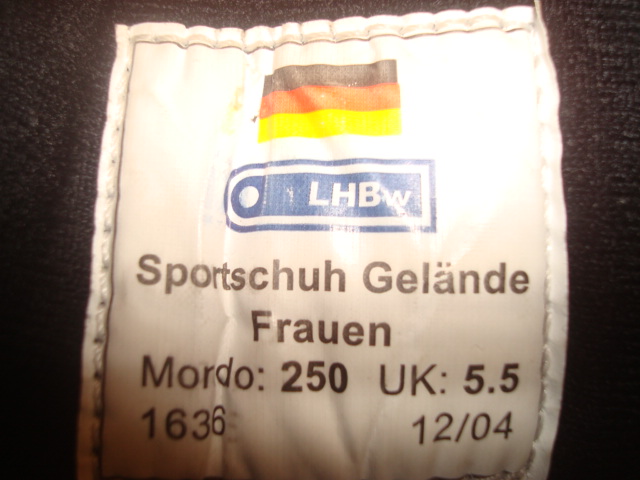 LHBw
Sportschuh Gelände
Frauen
Mordo: 250 UK: 5.5
1636 12/04